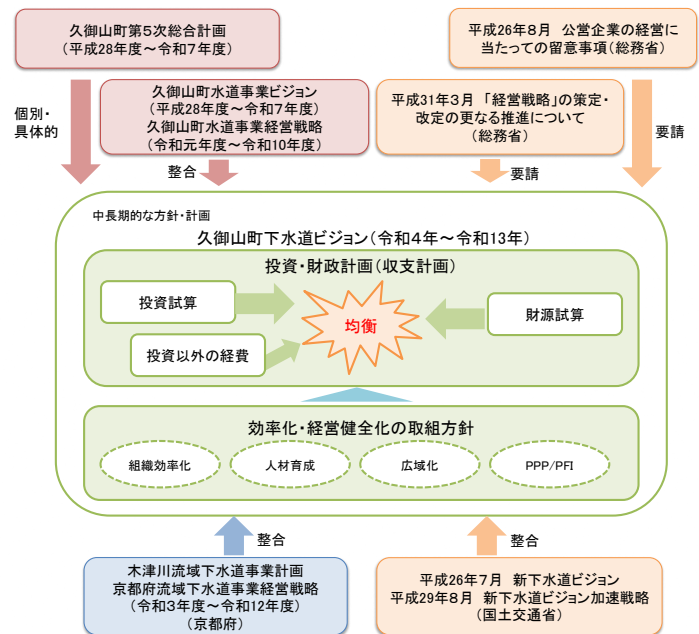 久御山町第5次総合計画
(平成28年度～令和7年度)
平成26年8月 公営企業の経営に
当たっての留意事項(総務省)
個別・
具体的
久御山町水道事業ビジョン
(平成28年度～令和7年度)
久御山町水道事業経営戦略
(令和元年度～令和10年度)
平成31年3月 「経営戦略」の策定・
改定の更なる推進について
(総務省)
要請
整合
要請
中長期的な方針・計画
久御山町下水道ビジョン(令和4年～令和13年)
投資・財政計画(収支計画)
投資試算
均衡
財源試算
投資以外の経費
効率化・経営健全化の取組方針
組織効率化
人材育成
広域化
PPP/PFI
整合
整合
木津川流域下水道事業計画
京都府流域下水道事業経営戦略
(令和3年度～令和12年度)
(京都府)
平成26年7月 新下水道ビジョン
平成29年8月 新下水道ビジョン加速戦略
(国土交通省)